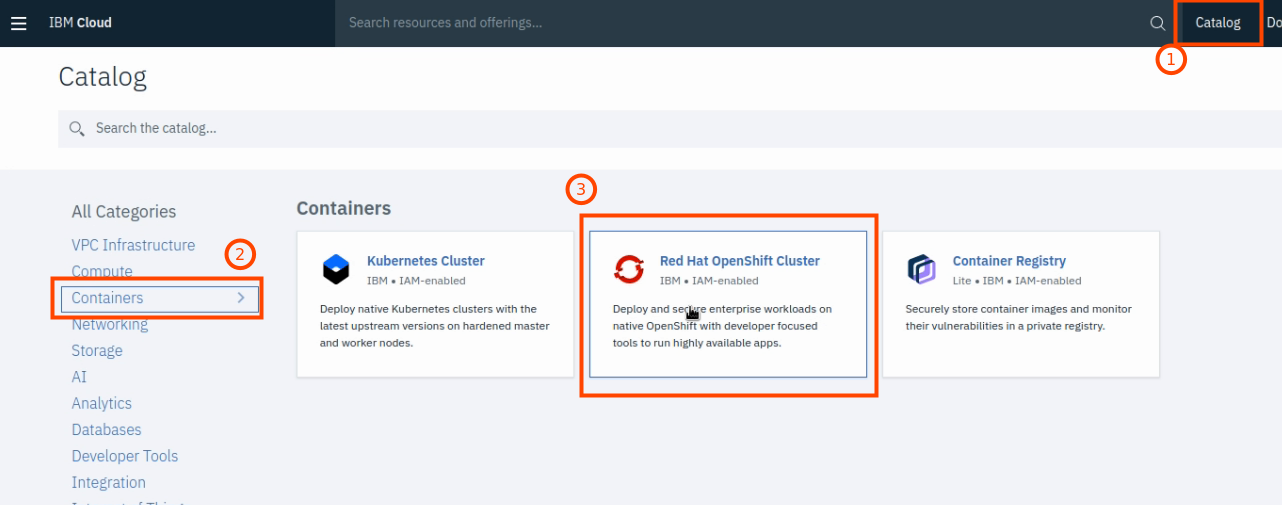 IBM Cloud
Search resources and offerings...
Catalog
Do
1
Catalog
Search the catalog...
All Categories
VPC Infrastructure
2
Compute
Containers
Networking
Storage
AI
Analytics
Databases
Developer Tools
Integration
3
Containers
Kubernetes Cluster
IBM • IAM-enabled
Deploy native Kubernetes clusters with the
latest upstream versions on hardened master
and worker nodes.
Red Hat OpenShift Cluster
IBM • IAM-enabled
Deploy and secure enterprise workloads on
native OpenShift with developer focused
tools to run highly available apps.
Container Registry
Lite • IBM • IAM-enabled
Securely store container images and monitor
their vulnerabilities in a private registry.